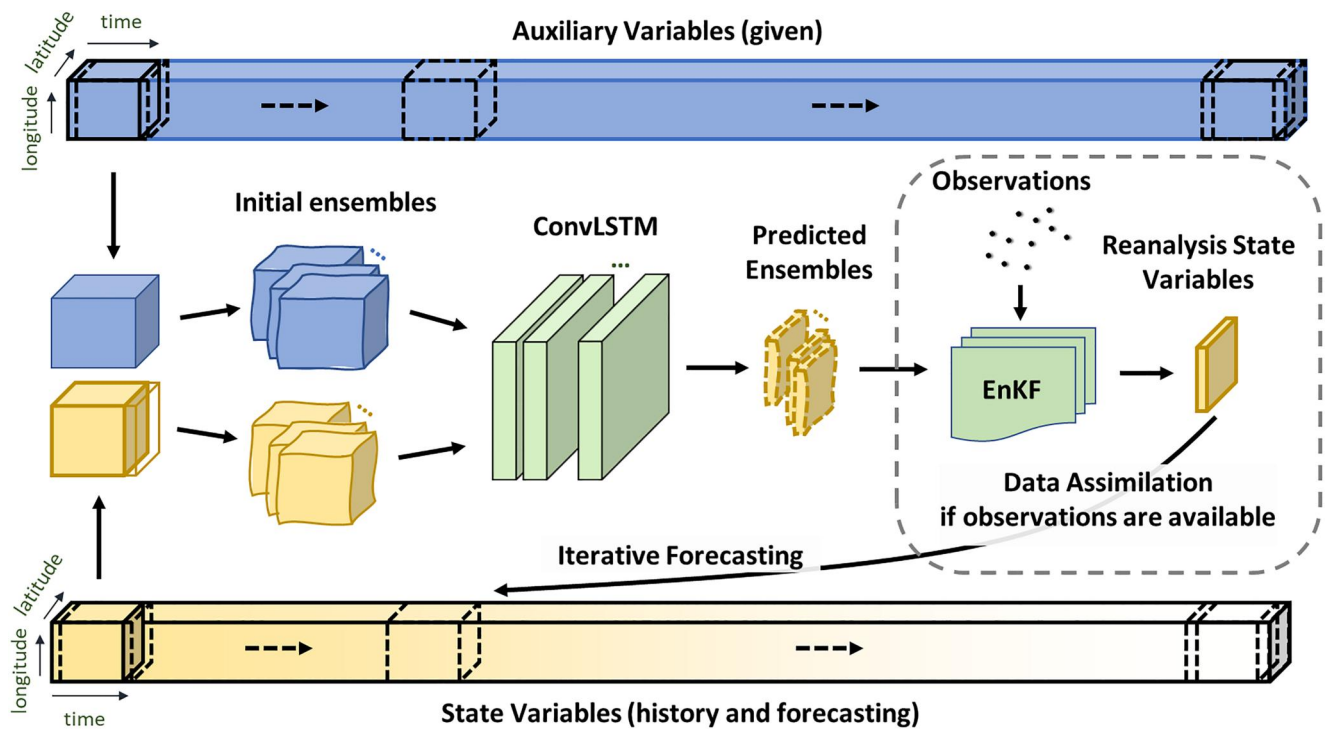 time
latitude
longitude
Auxiliary Variables (given)
Initial ensembles
ConvLSTM
Predicted
Ensembles
Observations
Reanalysis State
Variables
EnKF
Data Assimilation
if observations are available
Iterative Forecasting
latitude
longitude
time
State Variables (history and forecasting)